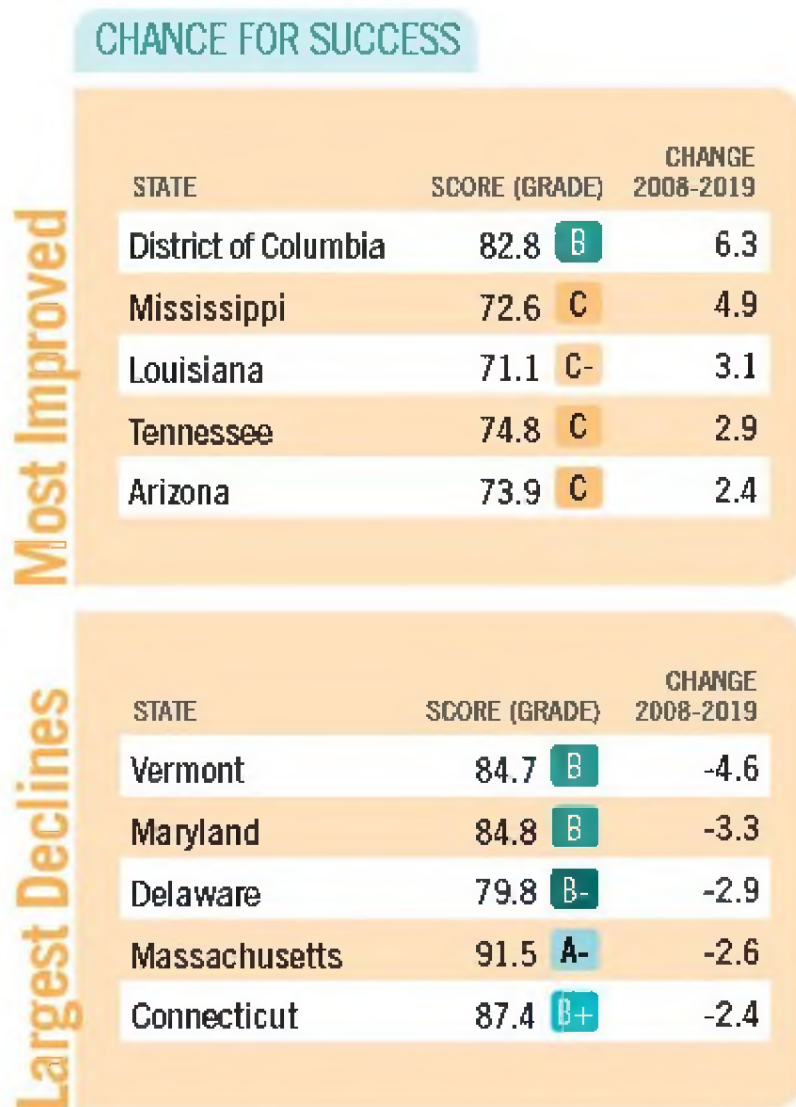 CHANCE FOR SUCCESS
Most Improved
CHANGE
STATE SCORE (GRADE) 2008-2019
District of Columbia 82.8 B 6.3
Mississippi 72.6 C 4.9
Louisiana 71.1 C- 3.1
Tennessee 74.8 C 2.9
Arizona 73.9 C 2.4
Largest Declines
CHANGE
STATE SCORE (GRADE) 2008-2019
Vermont 84.7 B -4.6
Maryland 84.8 B -3.3
Delaware 79.8 B- -2.9
Massachusetts 91.5 A- -2.6
Connecticut 87.4 B+ -2.4